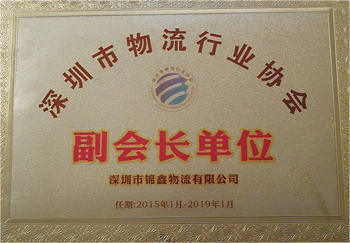 深圳市物流行业协会
副会长单位
深圳市锦鑫物流有限公司
任期:2015年1月-2019年1月